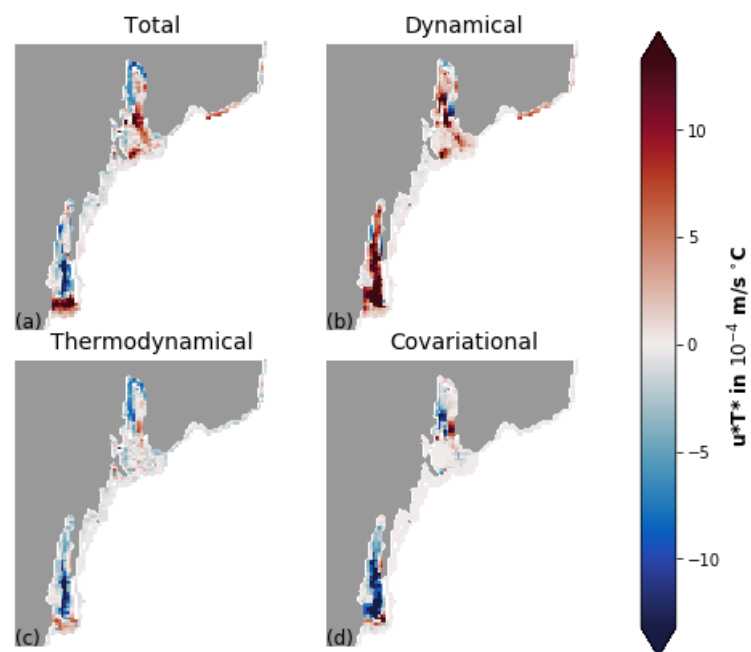 Total
Dynamical
(a)
(b)
Thermodynamical
Covariational
(c)
(d)
10
5
0
−5
−10
u*T* in 10⁻⁴ m/s °C